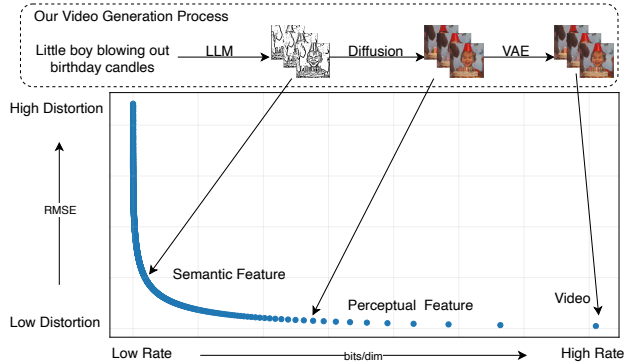 Our Video Generation Process
Little boy blowing out
birthday candles
LLM
Diffusion
VAE
High Distortion
RMSE
Low Distortion
Semantic Feature
Perceptual Feature
Video
Low Rate
bits/dim
High Rate